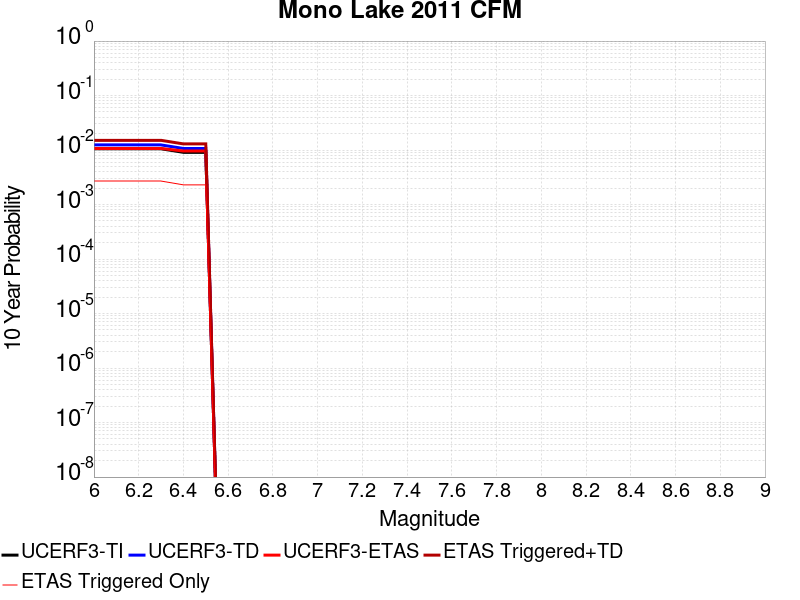 Mono Lake 2011 CFM
10^0
10^-1
10^-2
10^-3
10^-4
10^-5
10^-6
10^-7
10^-8
10 Year Probability
6 6.2 6.4 6.6 6.8 7 7.2 7.4 7.6 7.8 8 8.2 8.4 8.6 8.8 9
Magnitude
UCERF3-TI UCERF3-TD UCERF3-ETAS ETAS Triggered+TD
ETAS Triggered Only